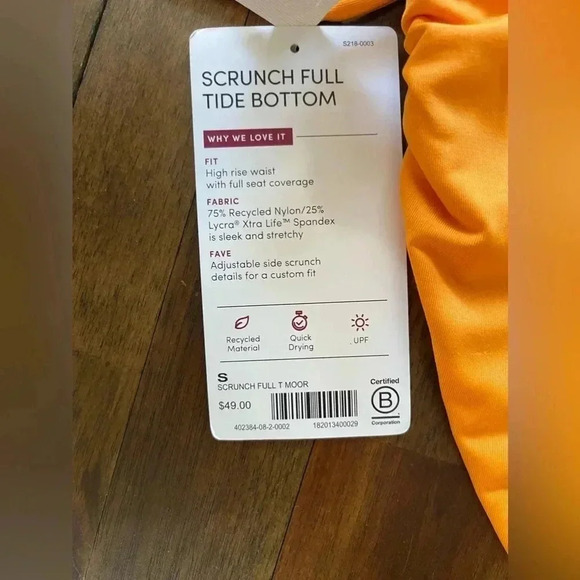 S218-0003
SCRUNCH FULL
TIDE BOTTOM
WHY WE LOVE IT
FIT
High rise waist
with full seat coverage
FABRIC
75% Recycled Nylon/25%
Lycra® Xtra Life™ Spandex
is sleek and stretchy
FAVE
Adjustable side scrunch
details for a custom fit
Recycled
Material
Quick
Drying
UPF
S
SCRUNCH FULL T MOOR
$49.00
402384-08-2-0002
182013400029
Certified
B
Corporation